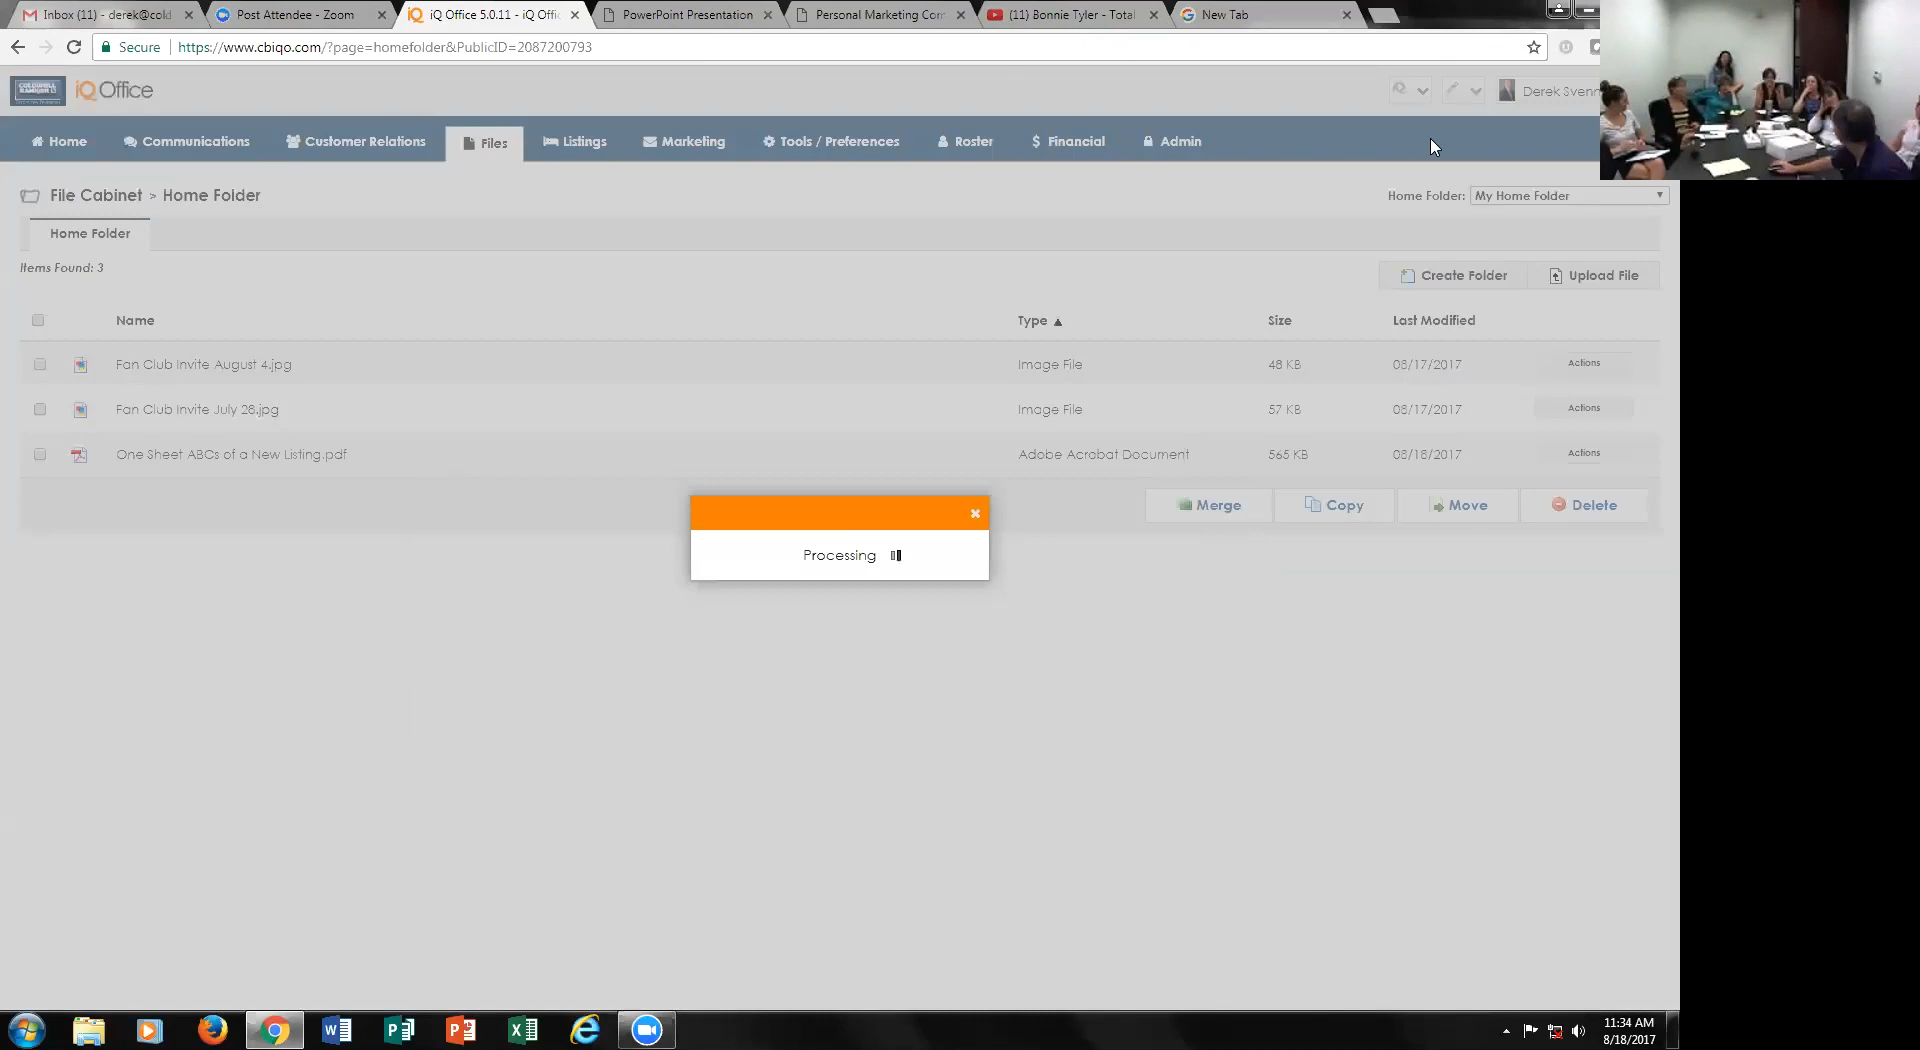 Inbox (11) - derek@cold
Post Attendee - Zoom
iQ Office 5.0.11 - iQ Offic
PowerPoint Presentation
Personal Marketing Com
(11) Bonnie Tyler - Total
New Tab
Secure
https://www.cbiqo.com/?page=homefolder&PublicID=2087200793
COLDWELL BANKER
iQ Office
Derek Svenn
Home
Communications
Customer Relations
Files
Listings
Marketing
Tools / Preferences
Roster
Financial
Admin
File Cabinet > Home Folder
Home Folder: My Home Folder
Home Folder
Items Found: 3
Create Folder
Upload File
Name Type Size Last Modified
Fan Club Invite August 4.jpg Image File 48 KB 08/17/2017 Actions
Fan Club Invite July 28.jpg Image File 57 KB 08/17/2017 Actions
One Sheet ABCs of a New Listing.pdf Adobe Acrobat Document 565 KB 08/18/2017 Actions
Merge Copy Move Delete
Processing
11:34 AM
8/18/2017